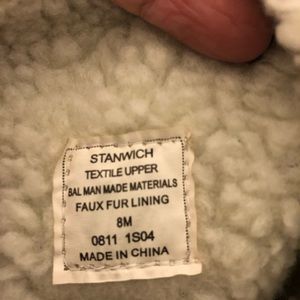 STANWICH
TEXTILE UPPER
BAL MAN MADE MATERIALS
FAUX FUR LINING
8M
0811 1S04
MADE IN CHINA